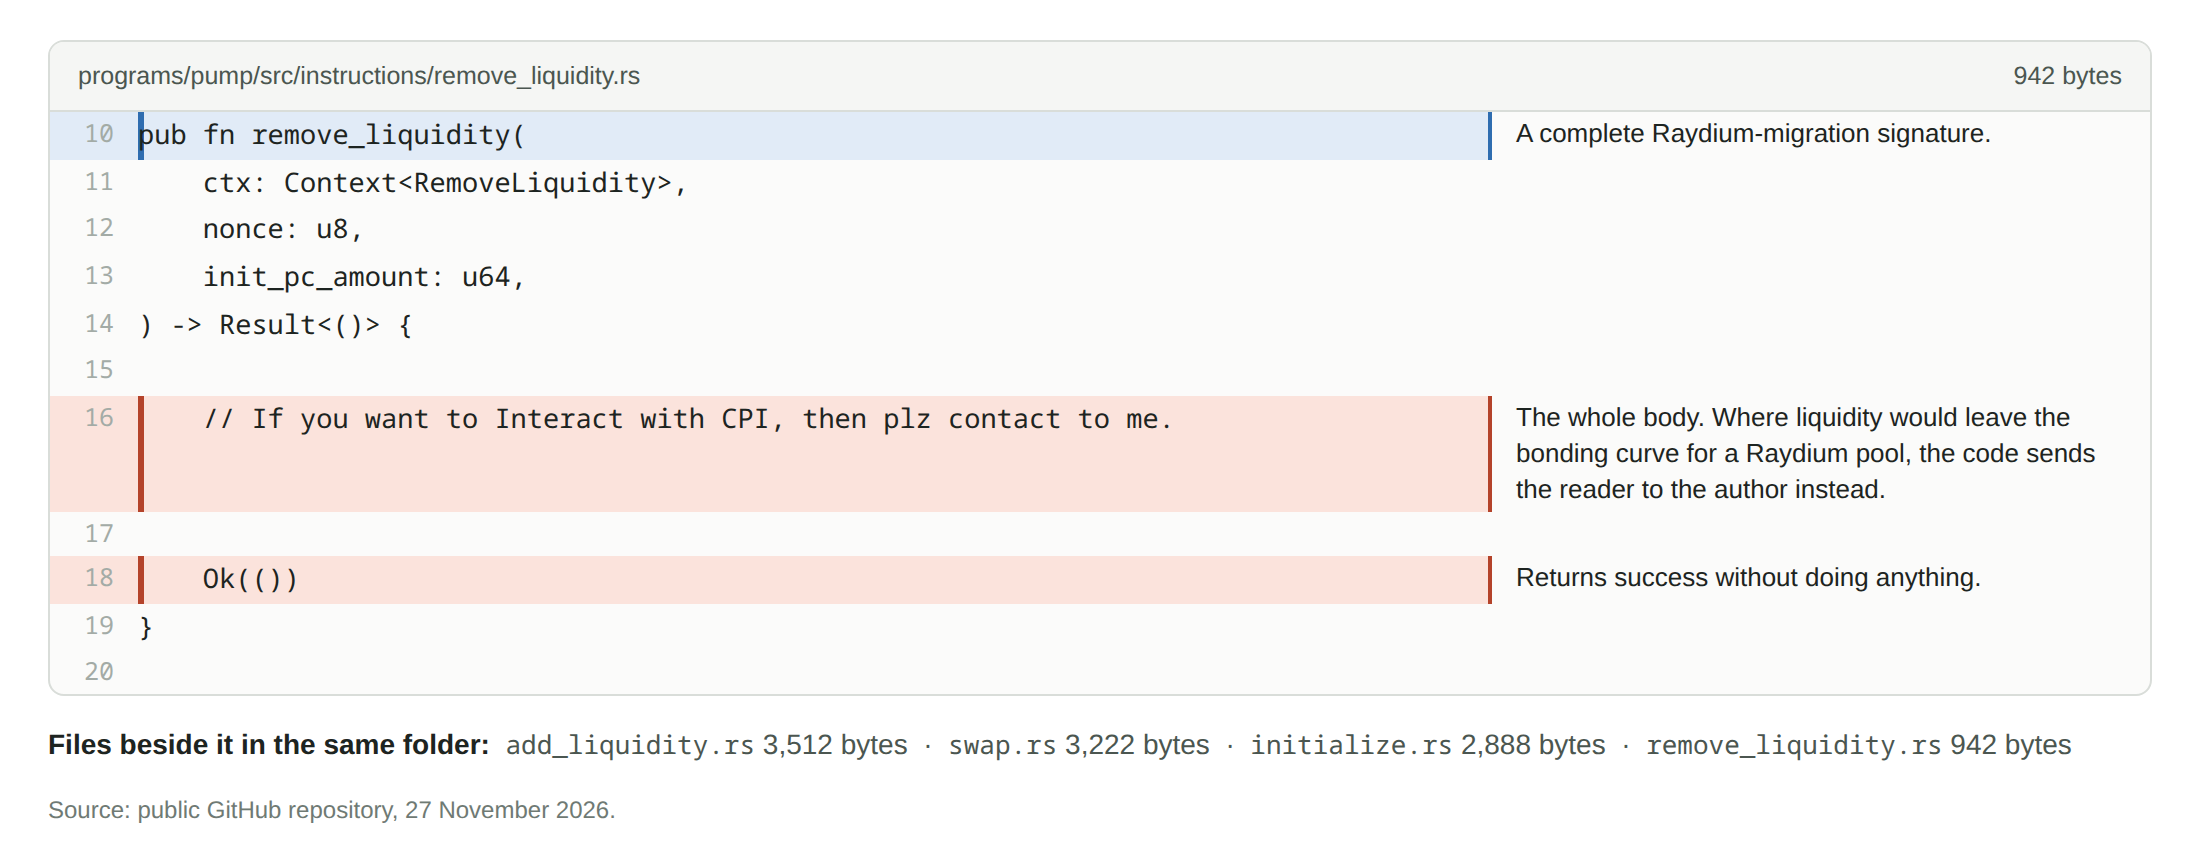 programs/pump/src/instructions/remove_liquidity.rs 942 bytes
10 pub fn remove_liquidity( A complete Raydium-migration signature.
11     ctx: Context<RemoveLiquidity>,
12     nonce: u8,
13     init_pc_amount: u64,
14 ) -> Result<()> {
15
16     // If you want to Interact with CPI, then plz contact to me. The whole body. Where liquidity would leave the
bonding curve for a Raydium pool, the code sends
the reader to the author instead.
17
18     Ok(()) Returns success without doing anything.
19 }
20
Files beside it in the same folder: add_liquidity.rs 3,512 bytes · swap.rs 3,222 bytes · initialize.rs 2,888 bytes · remove_liquidity.rs 942 bytes
Source: public GitHub repository, 27 November 2026.